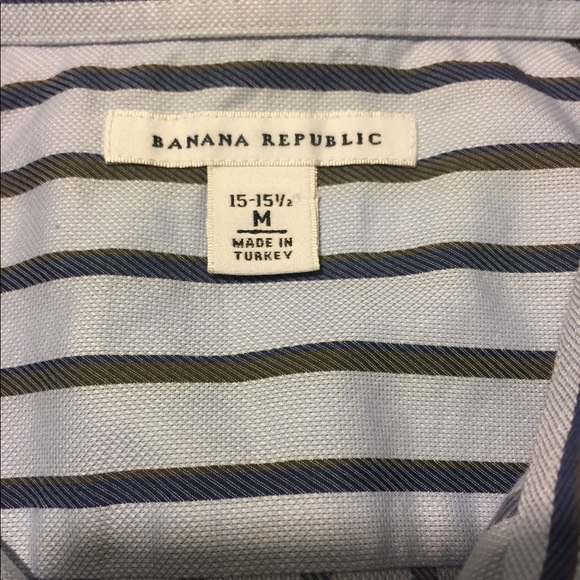 BANANA REPUBLIC
15-15½"
M
MADE IN
TURKEY